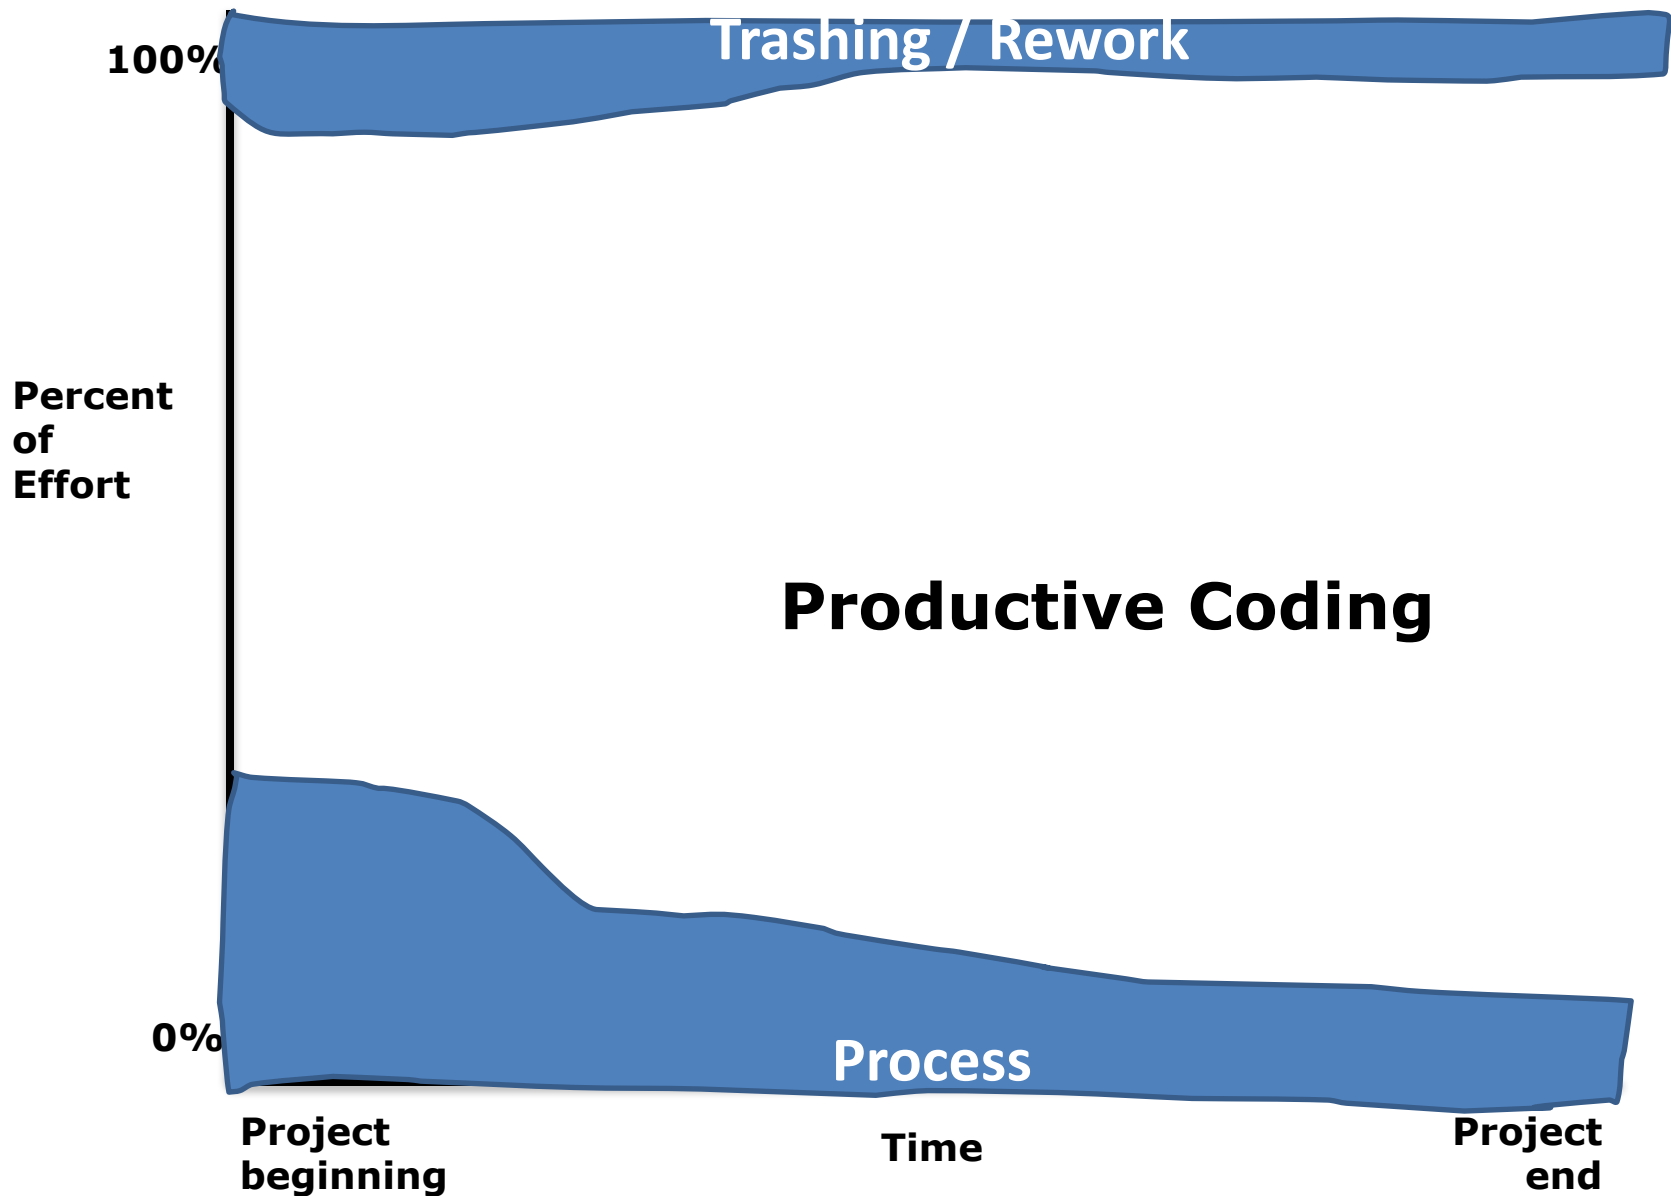 Trashing / Rework
100%
Percent
of
Effort
Productive Coding
0%
Process
Project
beginning
Time
Project
end